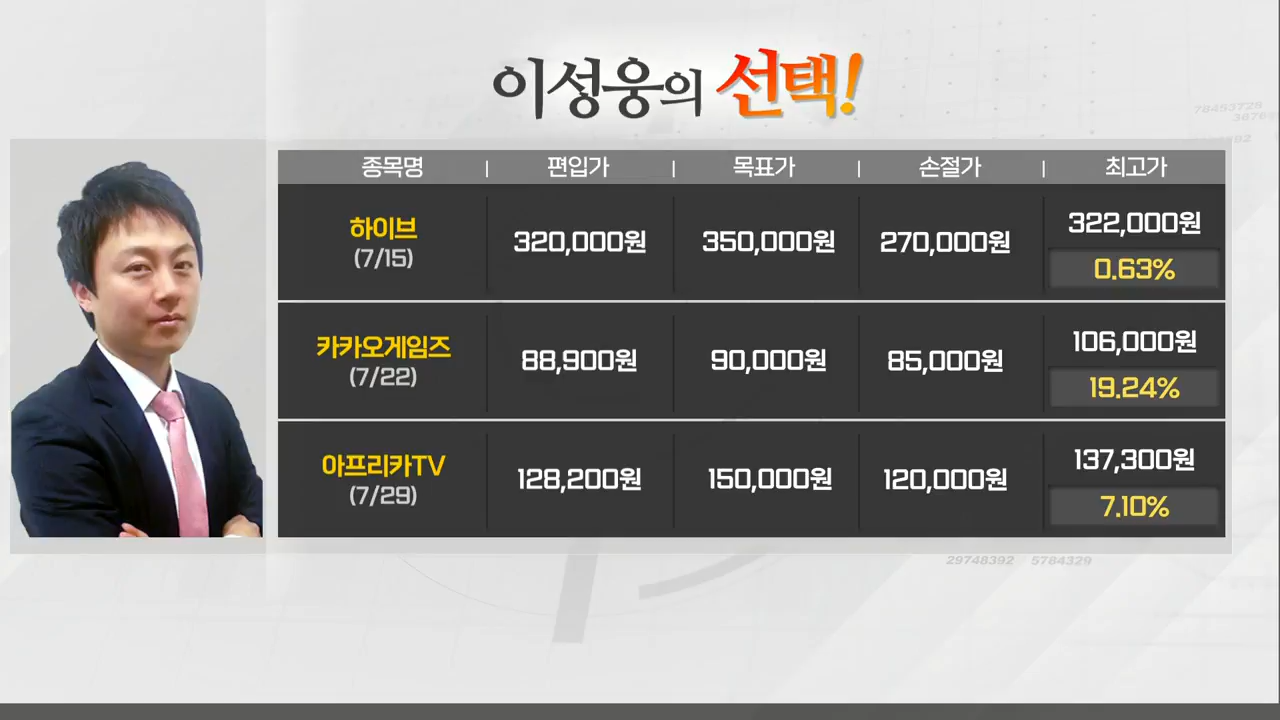 이성웅의 선택!
종목명 | 편입가 | 목표가 | 손절가 | 최고가
하이브 (7/15) 320,000원 350,000원 270,000원 322,000원 0.63%
카카오게임즈 (7/22) 88,900원 90,000원 85,000원 106,000원 19.24%
아프리카TV (7/29) 128,200원 150,000원 120,000원 137,300원 7.10%
29748392 5784329